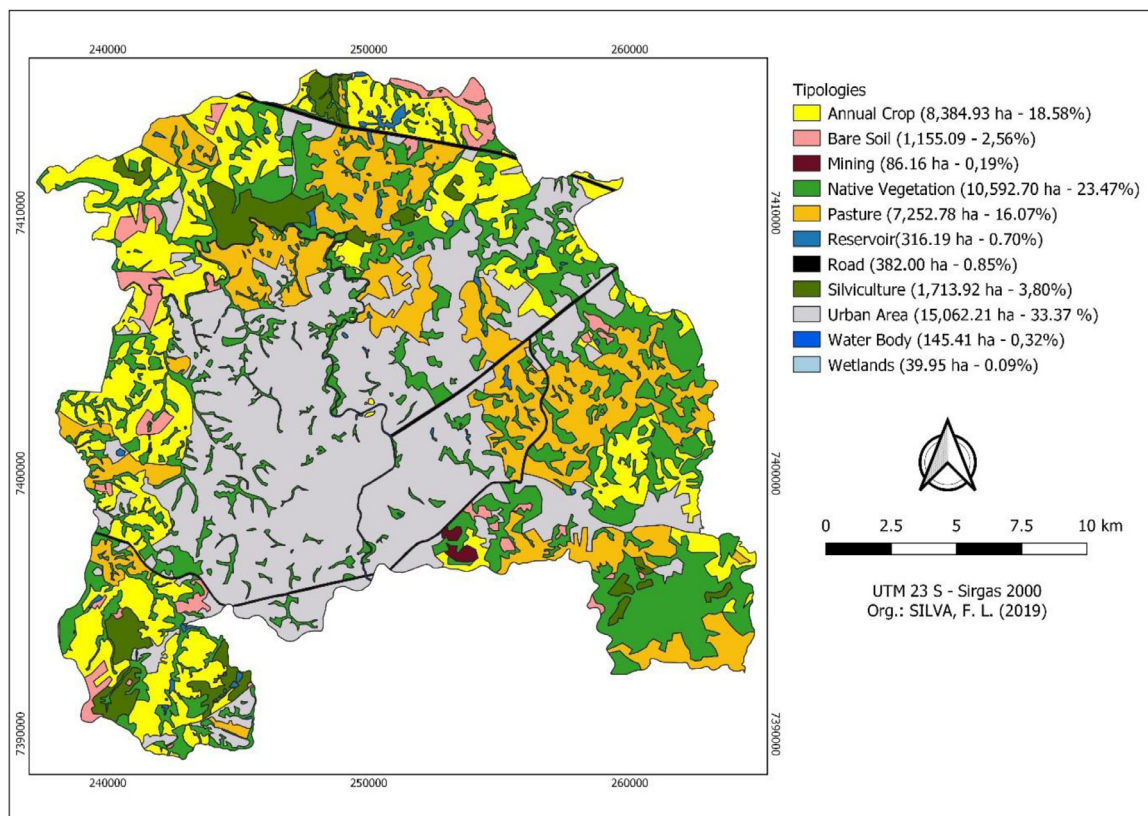 240000 250000 260000
7410000 7410000
7400000 7400000
7390000 7390000
240000 250000 260000
Tipologies
Annual Crop (8,384.93 ha - 18.58%)
Bare Soil (1,155.09 - 2,56%)
Mining (86.16 ha - 0,19%)
Native Vegetation (10,592.70 ha - 23.47%)
Pasture (7,252.78 ha - 16.07%)
Reservoir(316.19 ha - 0.70%)
Road (382.00 ha - 0.85%)
Silviculture (1,713.92 ha - 3,80%)
Urban Area (15,062.21 ha - 33.37 %)
Water Body (145.41 ha - 0,32%)
Wetlands (39.95 ha - 0.09%)
0 2.5 5 7.5 10 km
UTM 23 S - Sirgas 2000
Org.: SILVA, F. L. (2019)